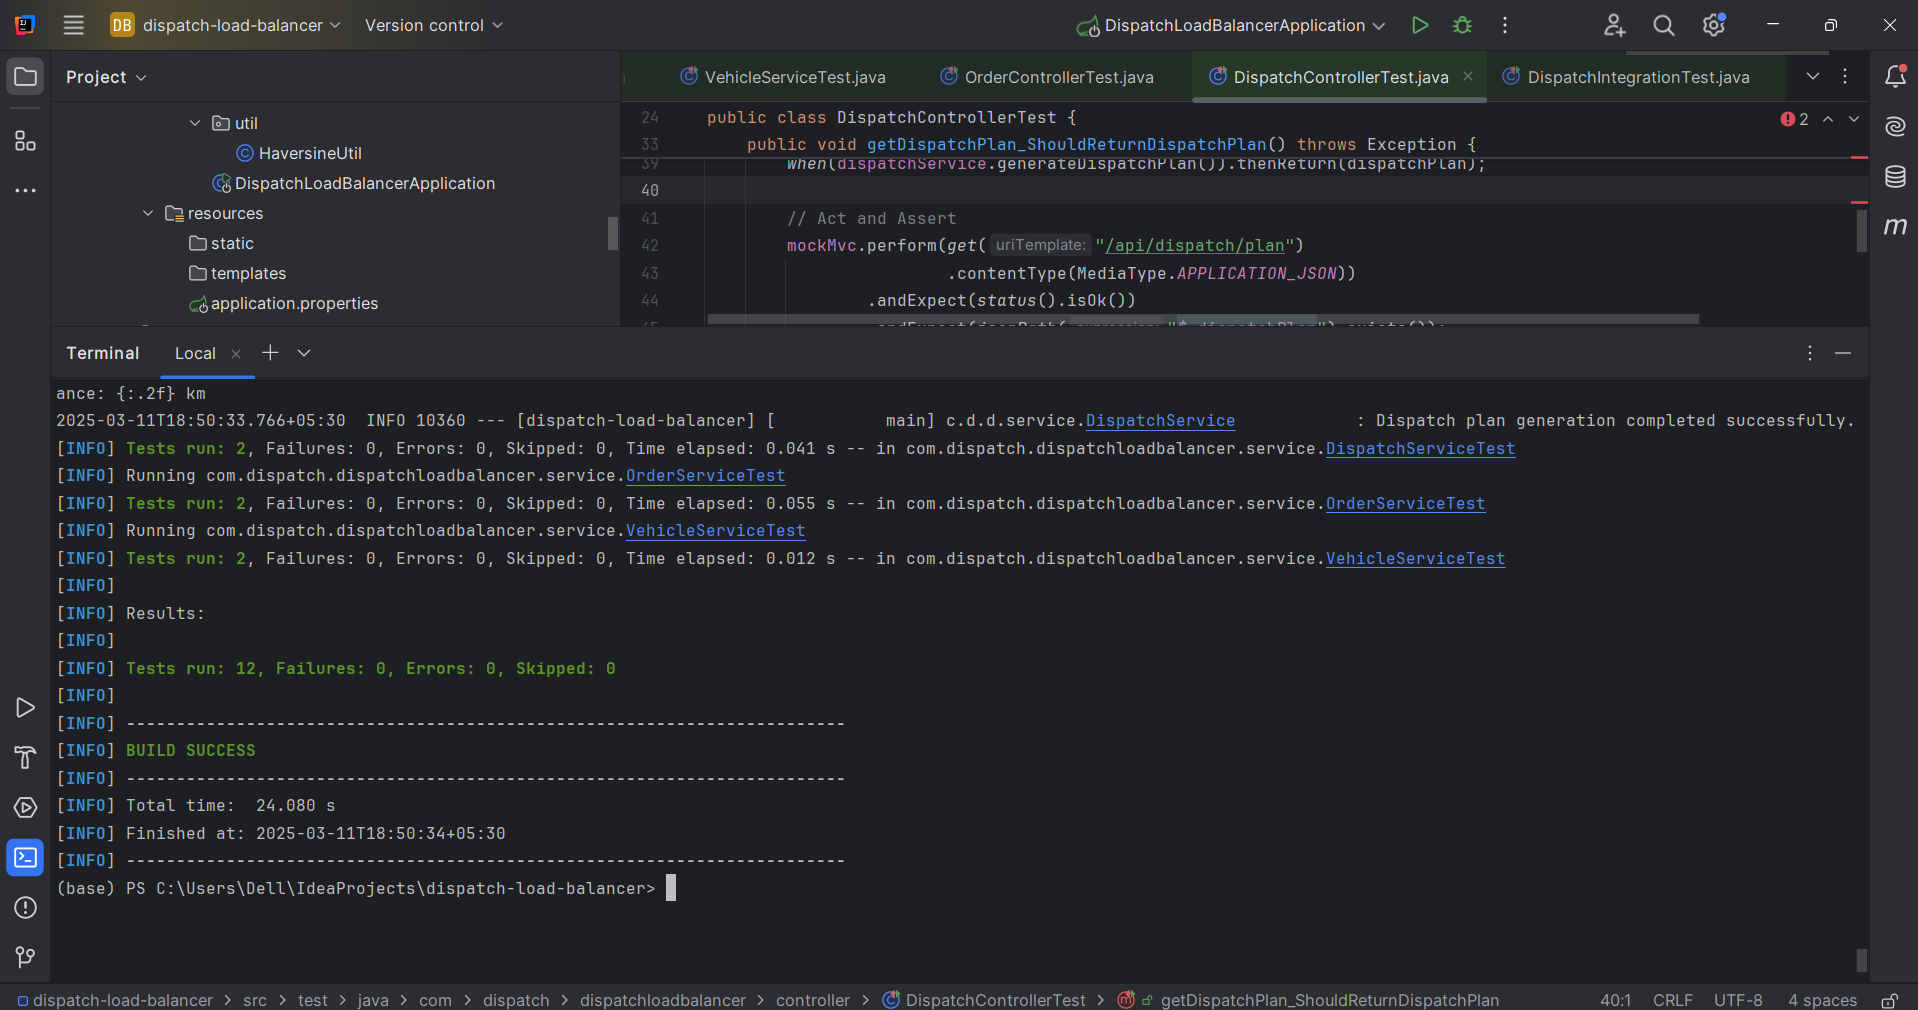 DB dispatch-load-balancer Version control DispatchLoadBalancerApplication
Project
VehicleServiceTest.java OrderControllerTest.java DispatchControllerTest.java DispatchIntegrationTest.java
util
HaversineUtil
DispatchLoadBalancerApplication
resources
static
templates
application.properties
24 public class DispatchControllerTest {
2
33 public void getDispatchPlan_ShouldReturnDispatchPlan() throws Exception {
39 when(dispatchService.generateDispatchPlan()).thenReturn(dispatchPlan);
40
41 // Act and Assert
42 mockMvc.perform(get( uriTemplate: "/api/dispatch/plan")
43 .contentType(MediaType.APPLICATION_JSON))
44 .andExpect(status().isOk())
Terminal Local
ance: {:.2f} km
2025-03-11T18:50:33.766+05:30  INFO 10360 --- [dispatch-load-balancer] [           main] c.d.d.service.DispatchService            : Dispatch plan generation completed successfully.
[INFO] Tests run: 2, Failures: 0, Errors: 0, Skipped: 0, Time elapsed: 0.041 s -- in com.dispatch.dispatchloadbalancer.service.DispatchServiceTest
[INFO] Running com.dispatch.dispatchloadbalancer.service.OrderServiceTest
[INFO] Tests run: 2, Failures: 0, Errors: 0, Skipped: 0, Time elapsed: 0.055 s -- in com.dispatch.dispatchloadbalancer.service.OrderServiceTest
[INFO] Running com.dispatch.dispatchloadbalancer.service.VehicleServiceTest
[INFO] Tests run: 2, Failures: 0, Errors: 0, Skipped: 0, Time elapsed: 0.012 s -- in com.dispatch.dispatchloadbalancer.service.VehicleServiceTest
[INFO]
[INFO] Results:
[INFO]
[INFO] Tests run: 12, Failures: 0, Errors: 0, Skipped: 0
[INFO]
[INFO] ------------------------------------------------------------------------
[INFO] BUILD SUCCESS
[INFO] ------------------------------------------------------------------------
[INFO] Total time:  24.080 s
[INFO] Finished at: 2025-03-11T18:50:34+05:30
[INFO] ------------------------------------------------------------------------
(base) PS C:\Users\Dell\IdeaProjects\dispatch-load-balancer>
dispatch-load-balancer > src > test > java > com > dispatch > dispatchloadbalancer > controller > DispatchControllerTest > getDispatchPlan_ShouldReturnDispatchPlan 40:1 CRLF UTF-8 4 spaces